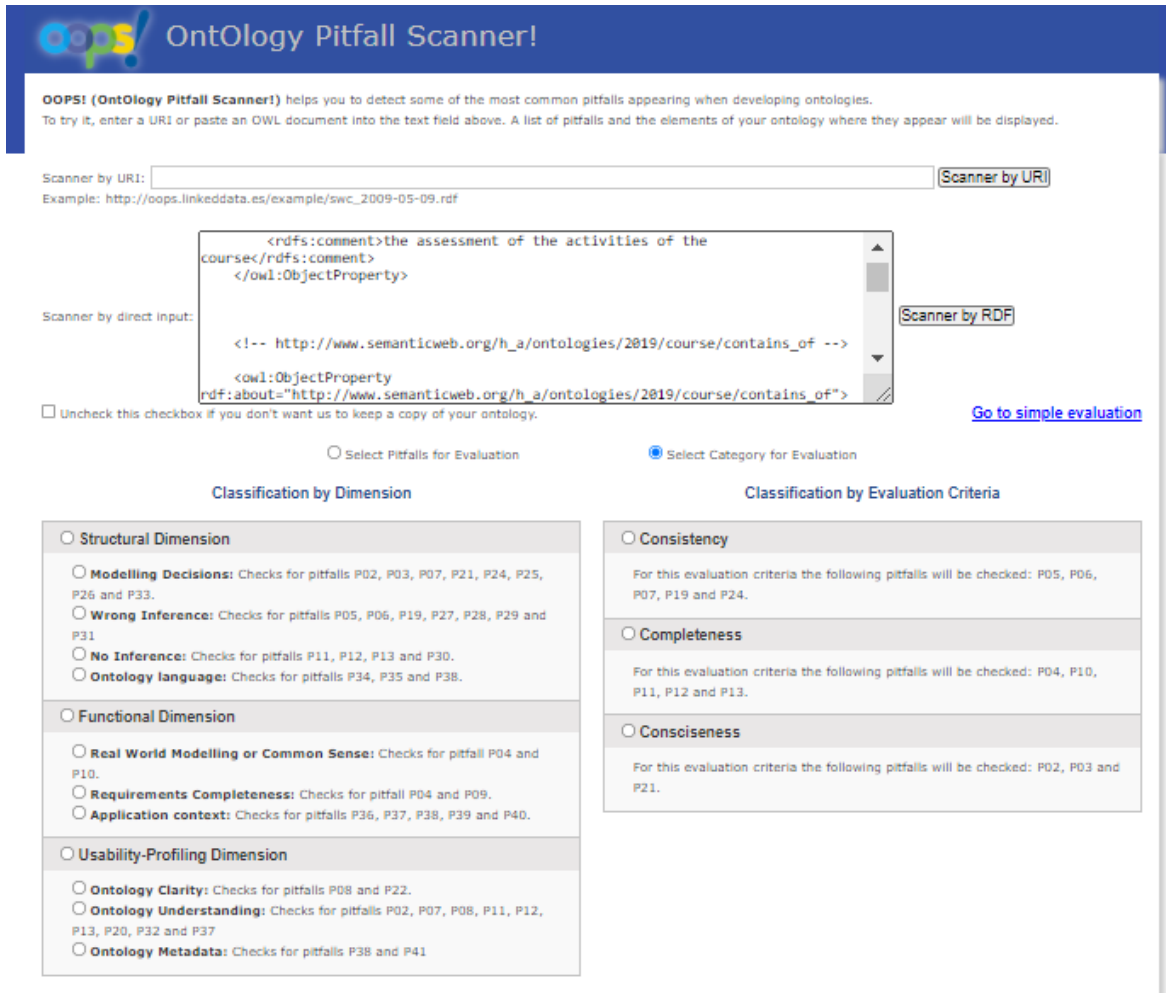 oops! OntOlogy Pitfall Scanner!
OOPS! (OntOlogy Pitfall Scanner!) helps you to detect some of the most common pitfalls appearing when developing ontologies.
To try it, enter a URI or paste an OWL document into the text field above. A list of pitfalls and the elements of your ontology where they appear will be displayed.
Scanner by URI: Scanner by URI
Example: http://oops.linkeddata.es/example/swc_2009-05-09.rdf
<rdfs:comment>the assessment of the activities of the
course</rdfs:comment>
</owl:ObjectProperty>
Scanner by direct input: Scanner by RDF
<!-- http://www.semanticweb.org/h_a/ontologies/2019/course/contains_of -->
<owl:ObjectProperty
rdf:about="http://www.semanticweb.org/h_a/ontologies/2019/course/contains_of">
Uncheck this checkbox if you don't want us to keep a copy of your ontology. Go to simple evaluation
Select Pitfalls for Evaluation Select Category for Evaluation
Classification by Dimension
Structural Dimension
Modelling Decisions: Checks for pitfalls P02, P03, P07, P21, P24, P25,
P26 and P33.
Wrong Inference: Checks for pitfalls P05, P06, P19, P27, P28, P29 and
P31
No Inference: Checks for pitfalls P11, P12, P13 and P30.
Ontology language: Checks for pitfalls P34, P35 and P38.
Functional Dimension
Real World Modelling or Common Sense: Checks for pitfall P04 and
P10.
Requirements Completeness: Checks for pitfall P04 and P09.
Application context: Checks for pitfalls P36, P37, P38, P39 and P40.
Usability-Profiling Dimension
Ontology Clarity: Checks for pitfalls P08 and P22.
Ontology Understanding: Checks for pitfalls P02, P07, P08, P11, P12,
P13, P20, P32 and P37
Ontology Metadata: Checks for pitfalls P38 and P41
Classification by Evaluation Criteria
Consistency
For this evaluation criteria the following pitfalls will be checked: P05, P06,
P07, P19 and P24.
Completeness
For this evaluation criteria the following pitfalls will be checked: P04, P10,
P11, P12 and P13.
Consciseness
For this evaluation criteria the following pitfalls will be checked: P02, P03 and
P21.